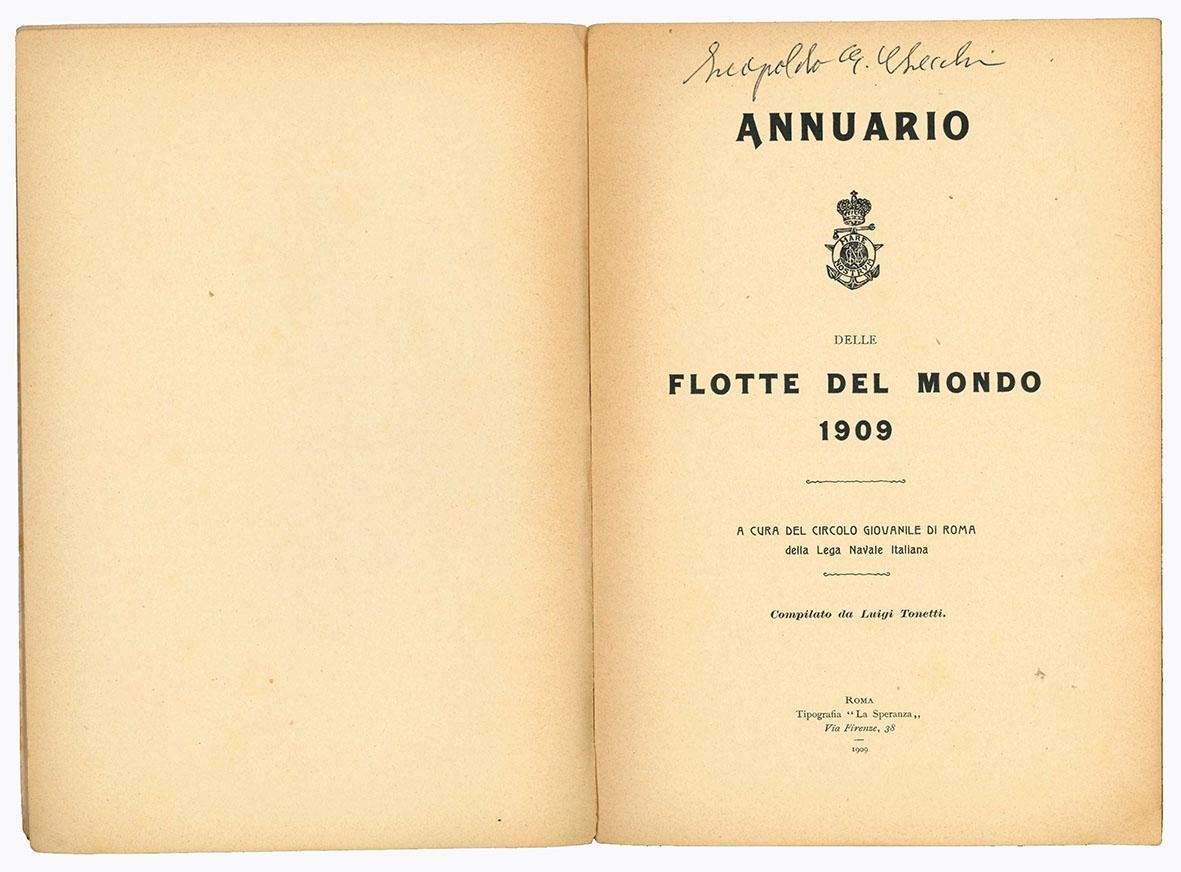 Leopoldo G. Checchi
ANNUARIO
MARE
NOSTRUM
DELLE
FLOTTE DEL MONDO
1909
A CURA DEL CIRCOLO GIOVANILE DI ROMA
della Lega Navale Italiana
Compilato da Luigi Tonetti.
ROMA
Tipografia “La Speranza„
Via Firenze, 38
1909